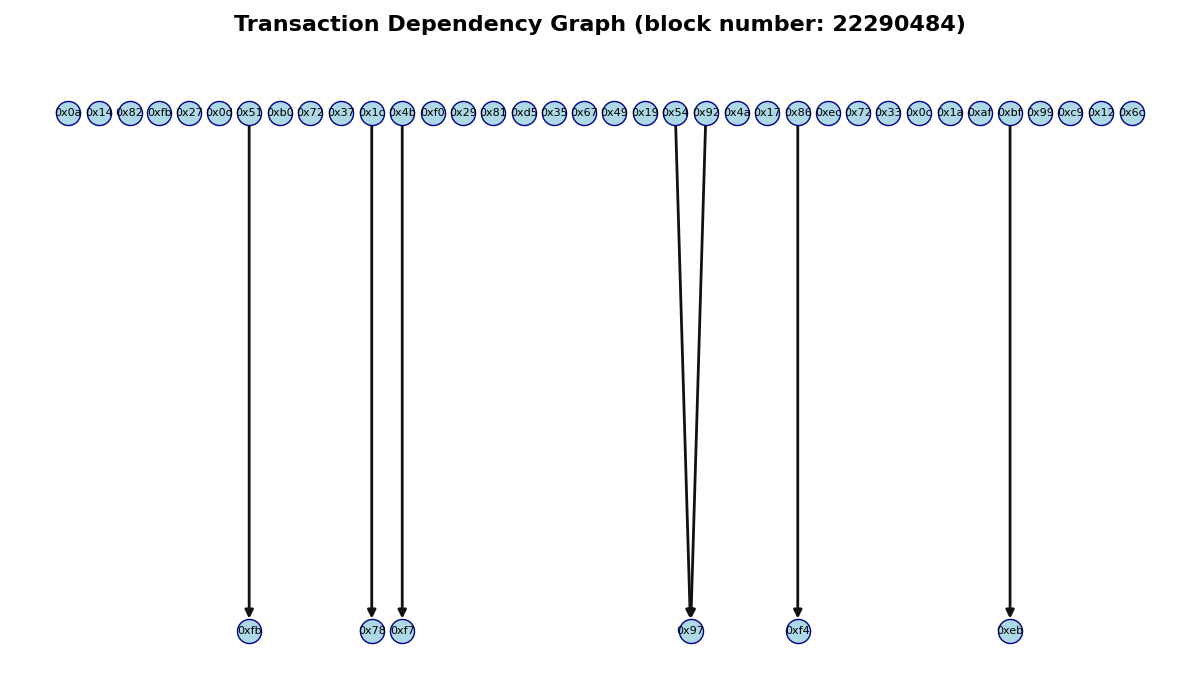 Transaction Dependency Graph (block number: 22290484)
0x0a 0x14 0x82 0xfb 0x27 0x0d 0x51 0xb0 0x72 0x37 0x1c 0x4b 0xf0 0x29 0x81 0xd5 0x35 0x67 0x49 0x19 0x54 0x92 0x4a 0x17 0x86 0xec 0x72 0x33 0x0c 0x1a 0xaf 0xbf 0x99 0xc9 0x12 0x6c
0xfb 0x78 0xf7 0x97 0xf4 0xeb